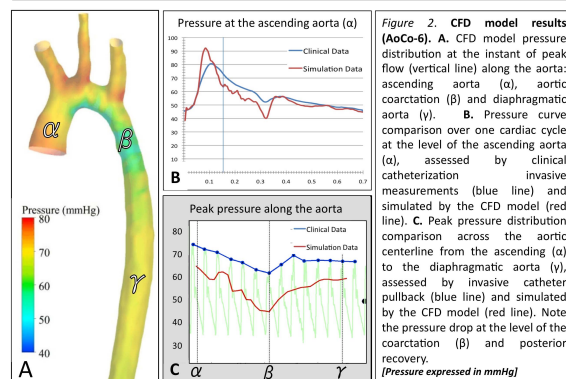 α
β
γ
Pressure (mmHg)
80
70
60
50
40
A
Pressure at the ascending aorta (α)
100
90
80
70
60
50
40
30
20
10
Clinical Data
Simulation Data
0.1
0.2
0.3
0.4
0.5
0.6
0.7
B
Peak pressure along the aorta
80
70
60
50
40
30
Clinical Data
Simulation Data
α
β
γ
C
Figure 2. CFD model results
(AoCo-6). A. CFD model pressure
distribution at the instant of peak
flow (vertical line) along the aorta:
ascending aorta (α), aortic
coarctation (β) and diaphragmatic
aorta (γ). B. Pressure curve
comparison over one cardiac cycle
at the level of the ascending aorta
(α), assessed by clinical
catheterization invasive
measurements (blue line) and
simulated by the CFD model (red
line). C. Peak pressure distribution
comparison across the aortic
centerline from the ascending (α)
to the diaphragmatic aorta (γ),
assessed by invasive catheter
pullback (blue line) and simulated
by the CFD model (red line). Note
the pressure drop at the level of the
coarctation (β) and posterior
recovery.
[Pressure expressed in mmHg]